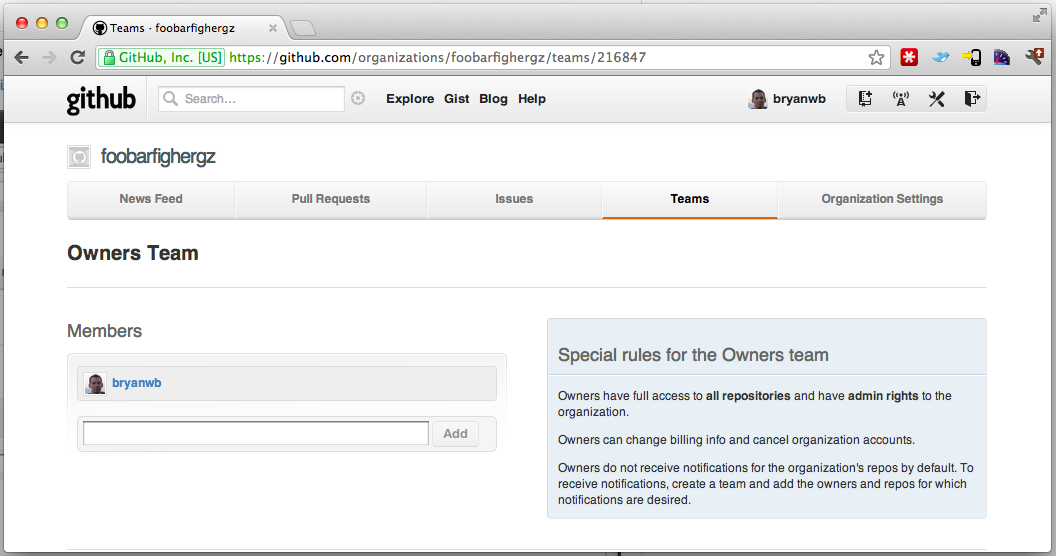 Teams · foobarfighergz
GitHub, Inc. [US] https://github.com/organizations/foobarfighergz/teams/216847
github Search... Explore Gist Blog Help bryanwb
foobarfighergz
News Feed Pull Requests Issues Teams Organization Settings
Owners Team
Members
bryanwb
Add
Special rules for the Owners team
Owners have full access to all repositories and have admin rights to the
organization.
Owners can change billing info and cancel organization accounts.
Owners do not receive notifications for the organization's repos by default. To
receive notifications, create a team and add the owners and repos for which
notifications are desired.